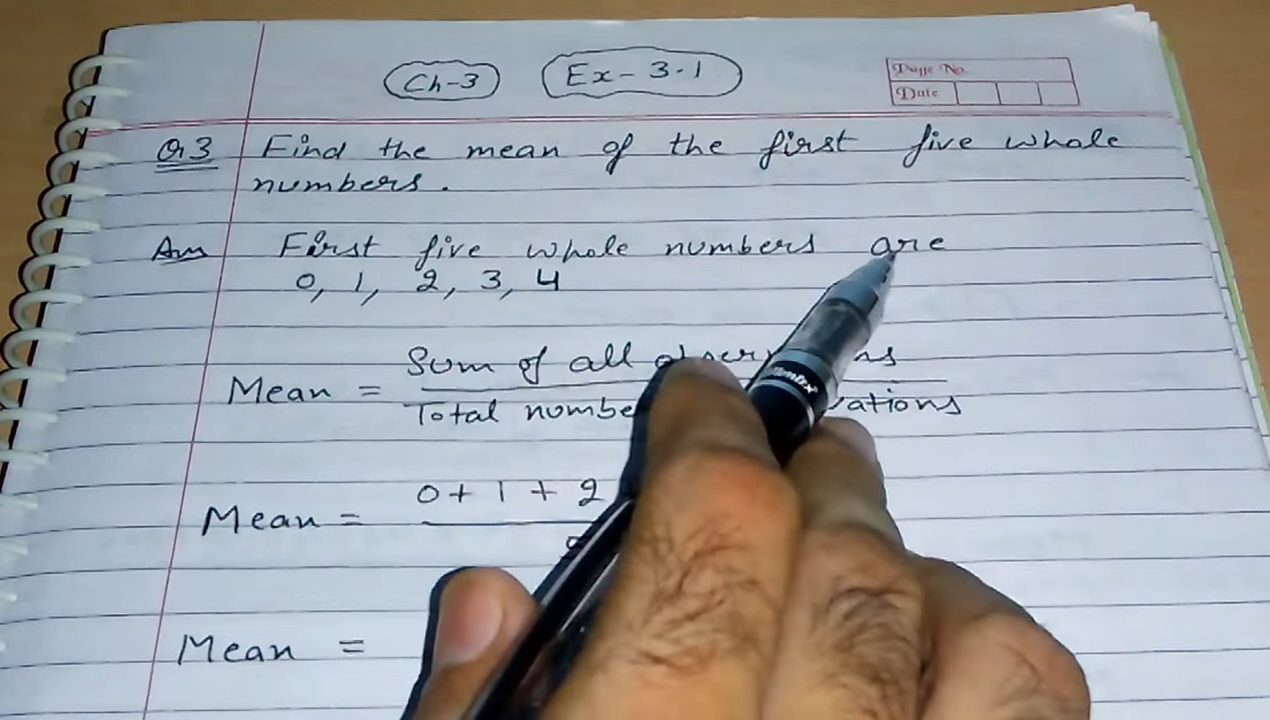 Ch-3 Ex- 3.1
Page No.
Date
Q3 Find the mean of the first five whole
numbers.
Ans First five whole numbers are
0, 1, 2, 3, 4
Sum of all
Mean =
Total
Mean = 0 + 1 + 2
Mean =